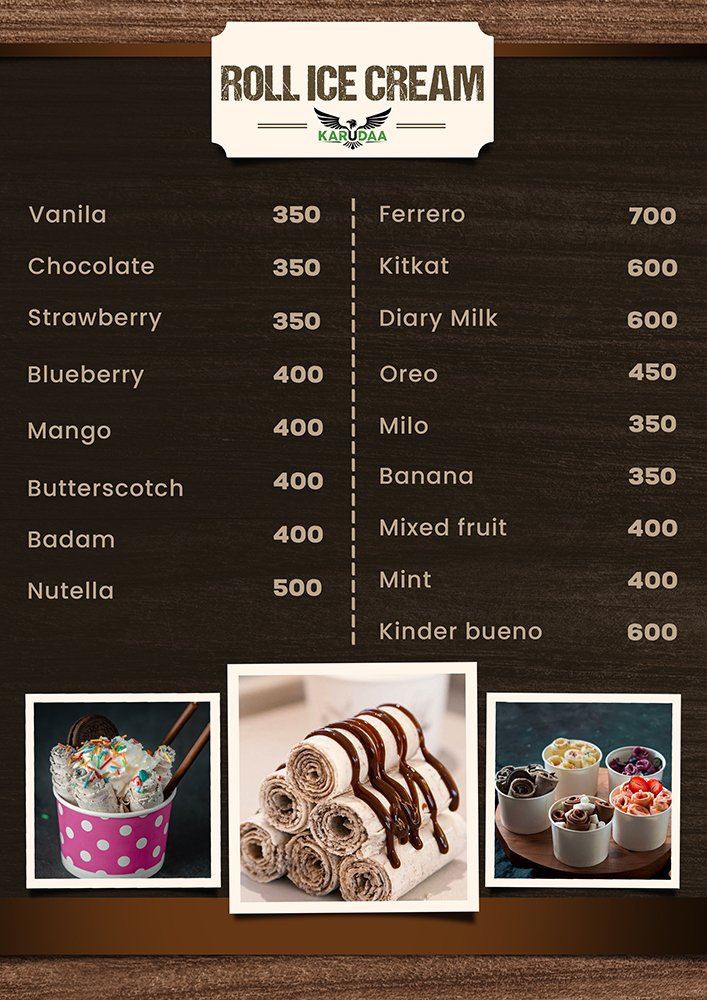 ROLL ICE CREAM
KARUDAA
Vanila 350
Chocolate 350
Strawberry 350
Blueberry 400
Mango 400
Butterscotch 400
Badam 400
Nutella 500
Ferrero 700
Kitkat 600
Diary Milk 600
Oreo 450
Milo 350
Banana 350
Mixed fruit 400
Mint 400
Kinder bueno 600